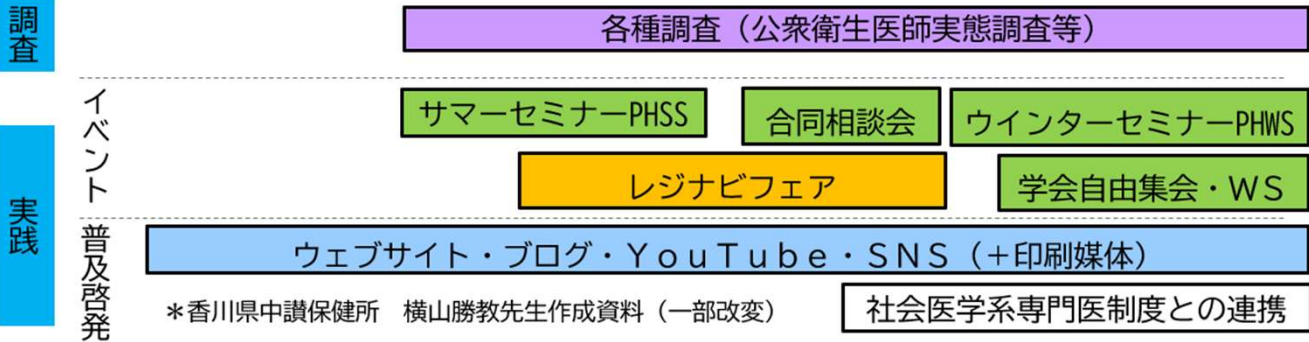 調査
各種調査（公衆衛生医師実態調査等）
実践
イベント
サマーセミナーPHSS
合同相談会
ウインターセミナーPHWS
レジナビフェア
学会自由集会・ＷＳ
普及啓発
ウェブサイト・ブログ・ＹｏｕＴｕｂｅ・ＳＮＳ（＋印刷媒体）
＊香川県中讃保健所　横山勝教先生作成資料（一部改変）
社会医学系専門医制度との連携